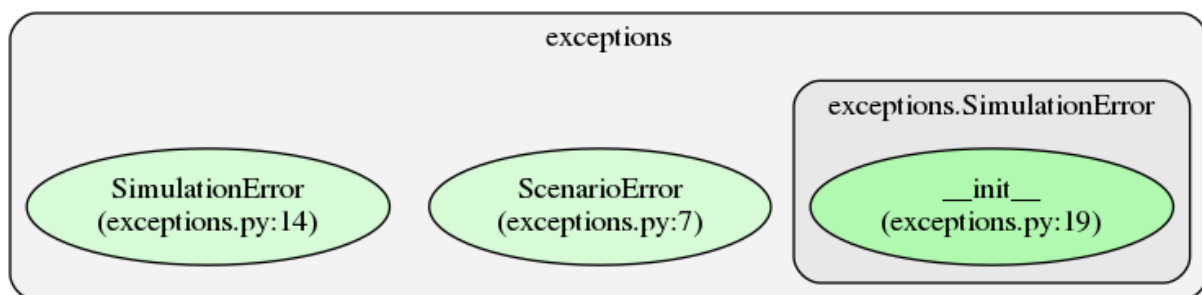 exceptions
exceptions.SimulationError
SimulationError
(exceptions.py:14)
ScenarioError
(exceptions.py:7)
__init__
(exceptions.py:19)